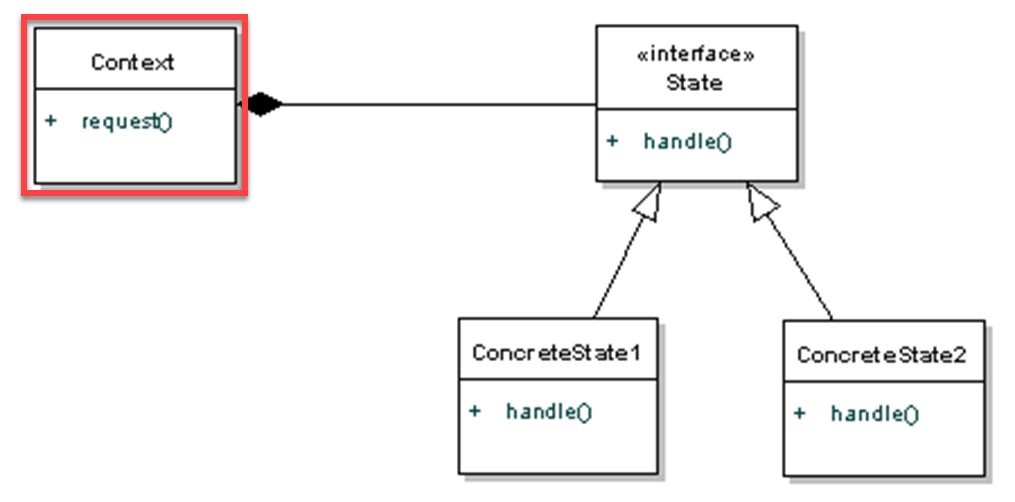 Context
+ request()
«interface»
State
+ handle()
ConcreteState1
+ handle()
ConcreteState2
+ handle()